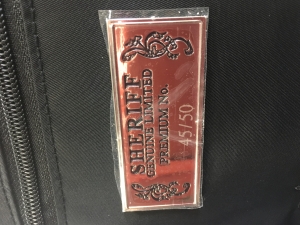 SHERIFF
GENUINE LIMITED
PREMIUM No.
45/50